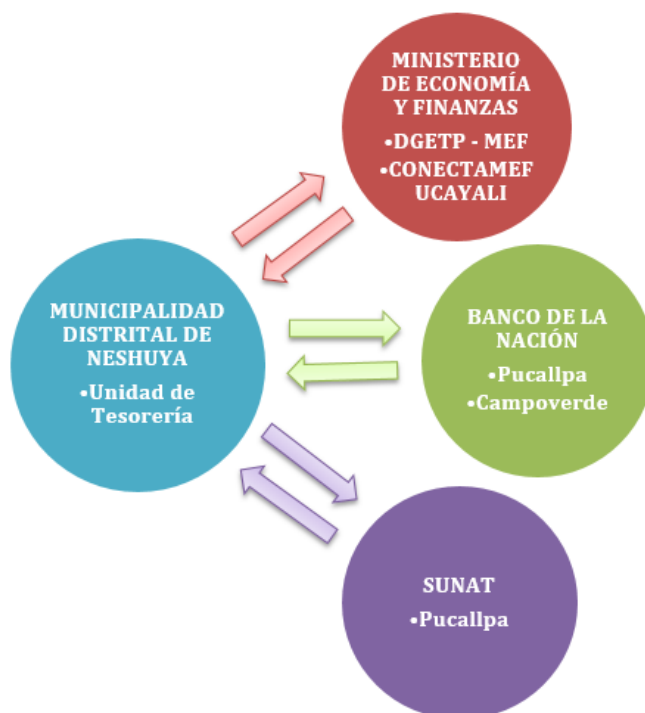 MINISTERIO
DE ECONOMÍA
Y FINANZAS
•DGETP - MEF
•CONECTAMEF
UCAYALI
MUNICIPALIDAD
DISTRITAL DE
NESHUYA
•Unidad de
Tesorería
BANCO DE LA
NACIÓN
•Pucallpa
•Campoverde
SUNAT
•Pucallpa